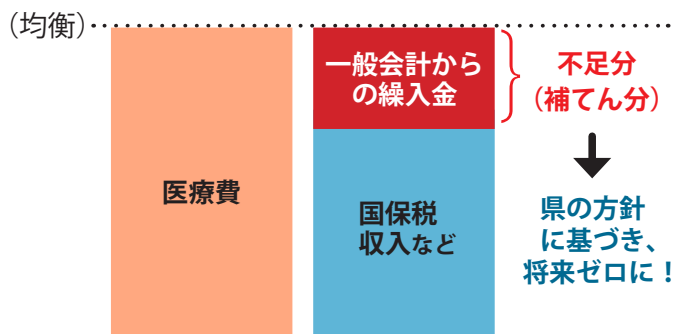 （均衡）
一般会計から
の繰入金
不足分
（補てん分）
医療費
国保税
収入など
県の方針
に基づき、
将来ゼロに！